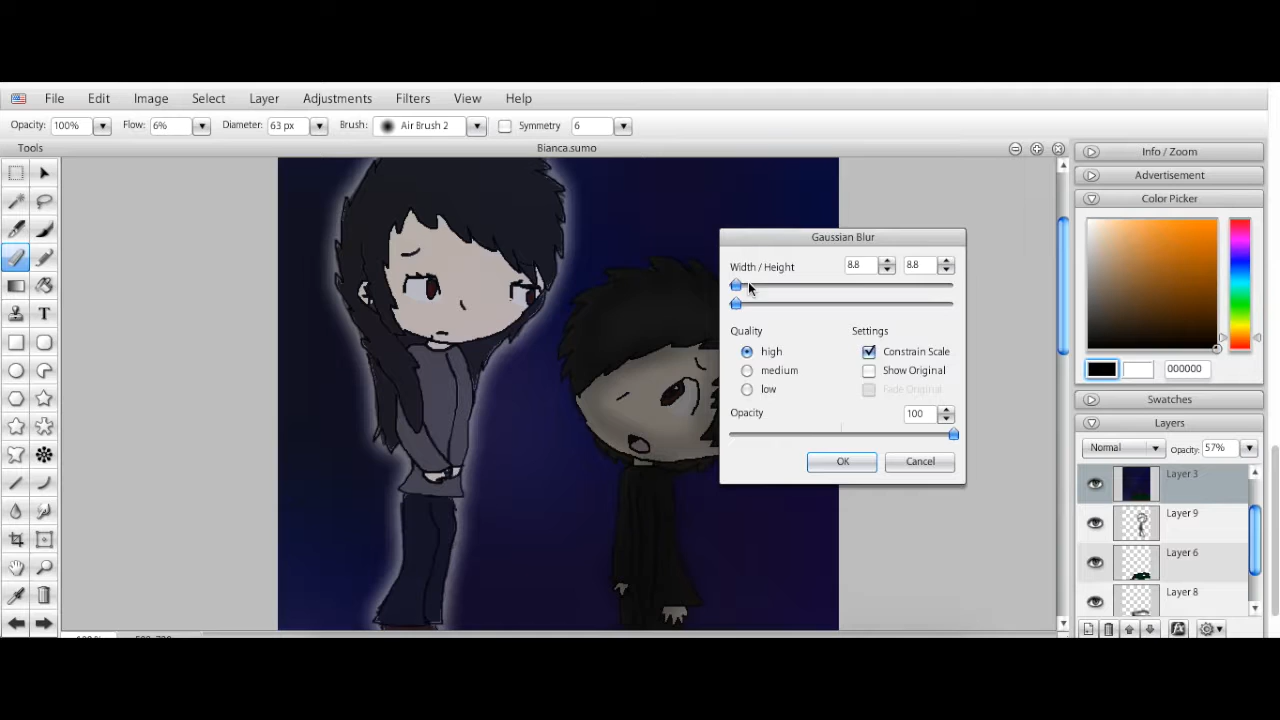 File Edit Image Select Layer Adjustments Filters View Help
Opacity: 100% Flow: 6% Diameter: 63 px Brush: Air Brush 2 Symmetry 6
Tools
Bianca.sumo
Info / Zoom
Advertisement
Color Picker
000000
Swatches
Layers
Normal Opacity: 57%
Layer 3
Layer 9
Layer 6
Layer 8
Gaussian Blur
Width / Height 8.8 8.8
Quality Settings
high Constrain Scale
medium Show Original
low Fade Original
Opacity 100
OK Cancel
T